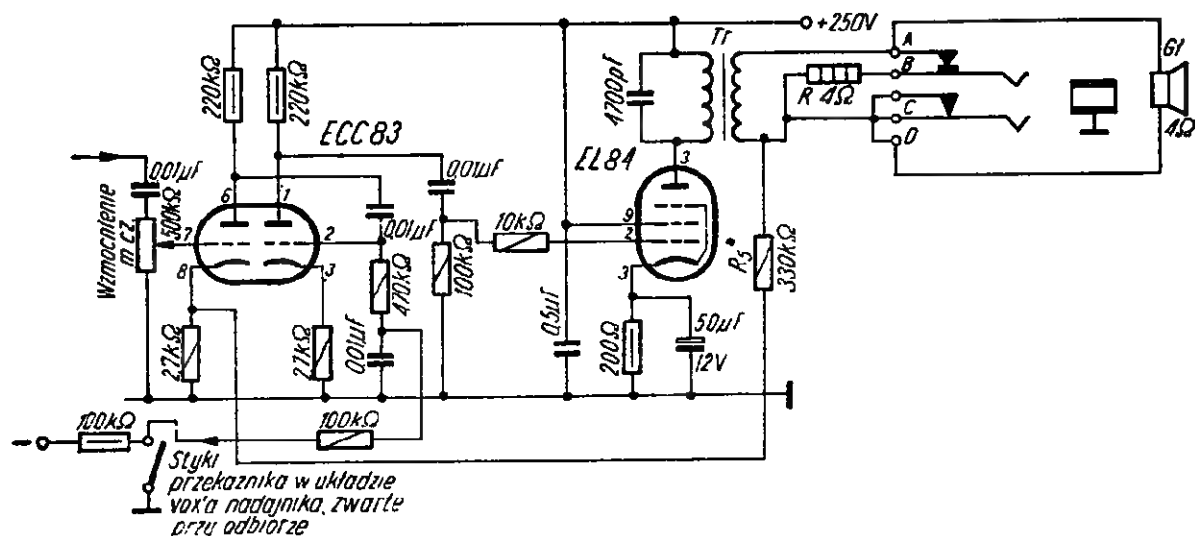 +250V
Tr
A
B
C
D
Gł
4Ω
R 4Ω
220kΩ
220kΩ
4700pF
ECC 83
EL84
0,01µF
6
1
0,01µF
0,01µF
3
500kΩ
Wzmocnienie
m cz.
7
2
8
3
10kΩ
9
2
3
470kΩ
100kΩ
R5
330kΩ
27kΩ
27kΩ
0,01µF
0,5µF
200Ω
50µF
12V
100kΩ
100kΩ
Styki
przekaźnika w układzie
vox'a nadajnika, zwarte
przy odbiorze